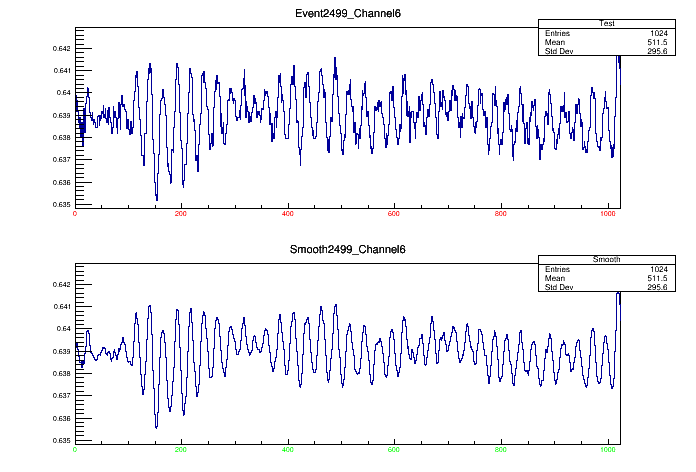 Event2499_Channel6
Test
Entries 1024
Mean 511.5
Std Dev 295.6
0.642
0.641
0.64
0.639
0.638
0.637
0.636
0.635
0 200 400 600 800 1000
Smooth2499_Channel6
Smooth
Entries 1024
Mean 511.5
Std Dev 295.6
0.642
0.641
0.64
0.639
0.638
0.637
0.636
0.635
0 200 400 600 800 1000